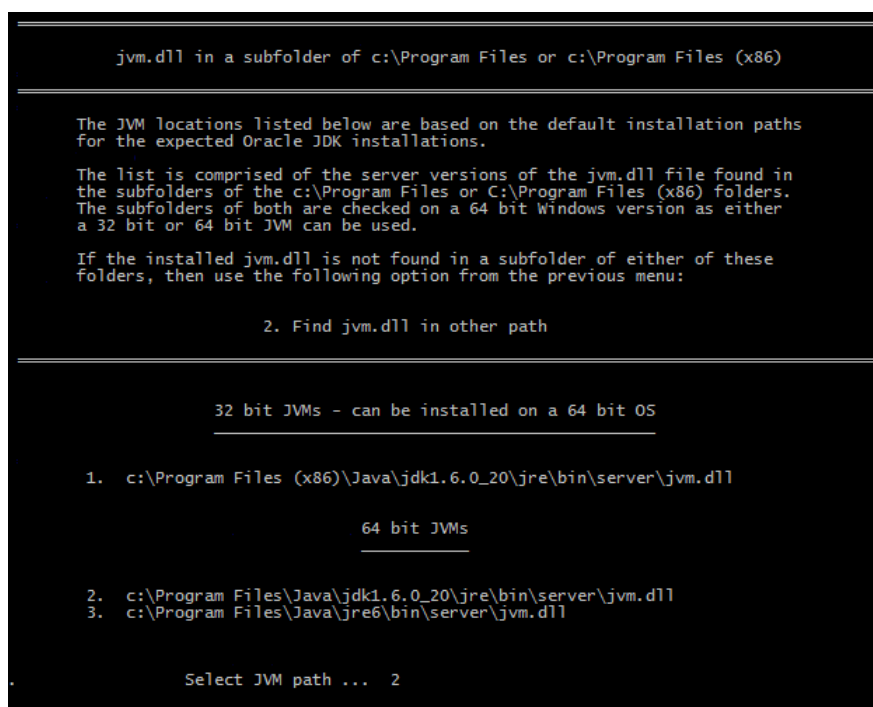 jvm.dll in a subfolder of c:\Program Files or c:\Program Files (x86)
The JVM locations listed below are based on the default installation paths
for the expected Oracle JDK installations.
The list is comprised of the server versions of the jvm.dll file found in
the subfolders of the c:\Program Files or C:\Program Files (x86) folders.
The subfolders of both are checked on a 64 bit Windows version as either
a 32 bit or 64 bit JVM can be used.
If the installed jvm.dll is not found in a subfolder of either of these
folders, then use the following option from the previous menu:
2. Find jvm.dll in other path
32 bit JVMs - can be installed on a 64 bit OS
1. c:\Program Files (x86)\Java\jdk1.6.0_20\jre\bin\server\jvm.dll
64 bit JVMs
2. c:\Program Files\Java\jdk1.6.0_20\jre\bin\server\jvm.dll
3. c:\Program Files\Java\jre6\bin\server\jvm.dll
. Select JVM path ... 2